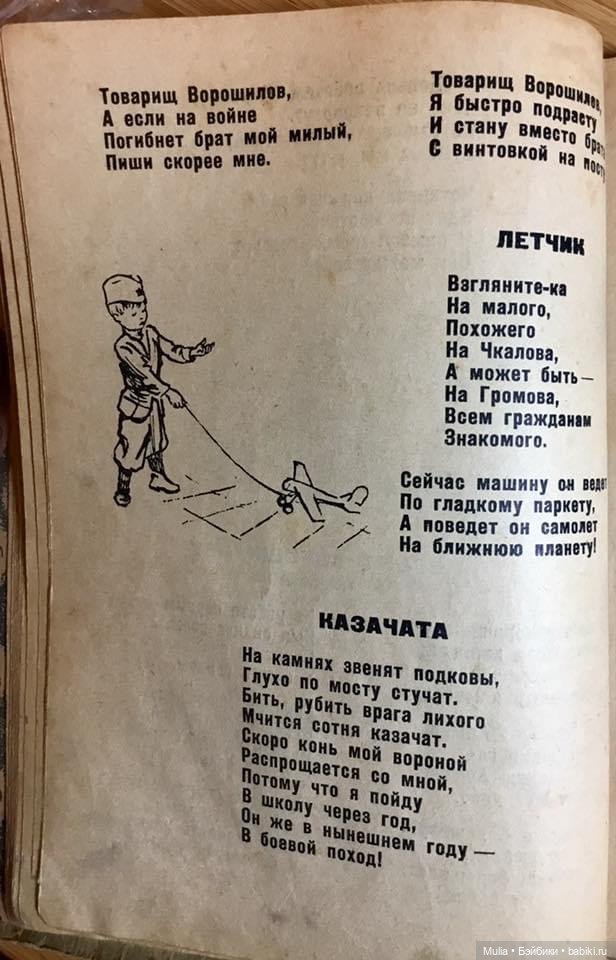 Товарищ Ворошилов,
А если на войне
Погибнет брат мой милый,
Пиши скорее мне.
Товарищ Ворошилов,
Я быстро подрасту
И стану вместо брата
С винтовкой на посту
ЛЕТЧИК
Взгляните-ка
На малого,
Похожего
На Чкалова,
А может быть —
На Громова,
Всем гражданам
Знакомого.
Сейчас машину он ведет
По гладкому паркету,
А поведет он самолет
На ближнюю планету!
КАЗАЧАТА
На камнях звенят подковы,
Глухо по мосту стучат.
Бить, рубить врага лихого
Мчится сотня казачат.
Скоро конь мой вороной
Распрощается со мной,
Потому что я пойду
В школу через год,
Он же в нынешнем году —
В боевой поход!
Mulia • Бэйбики • babiki.ru